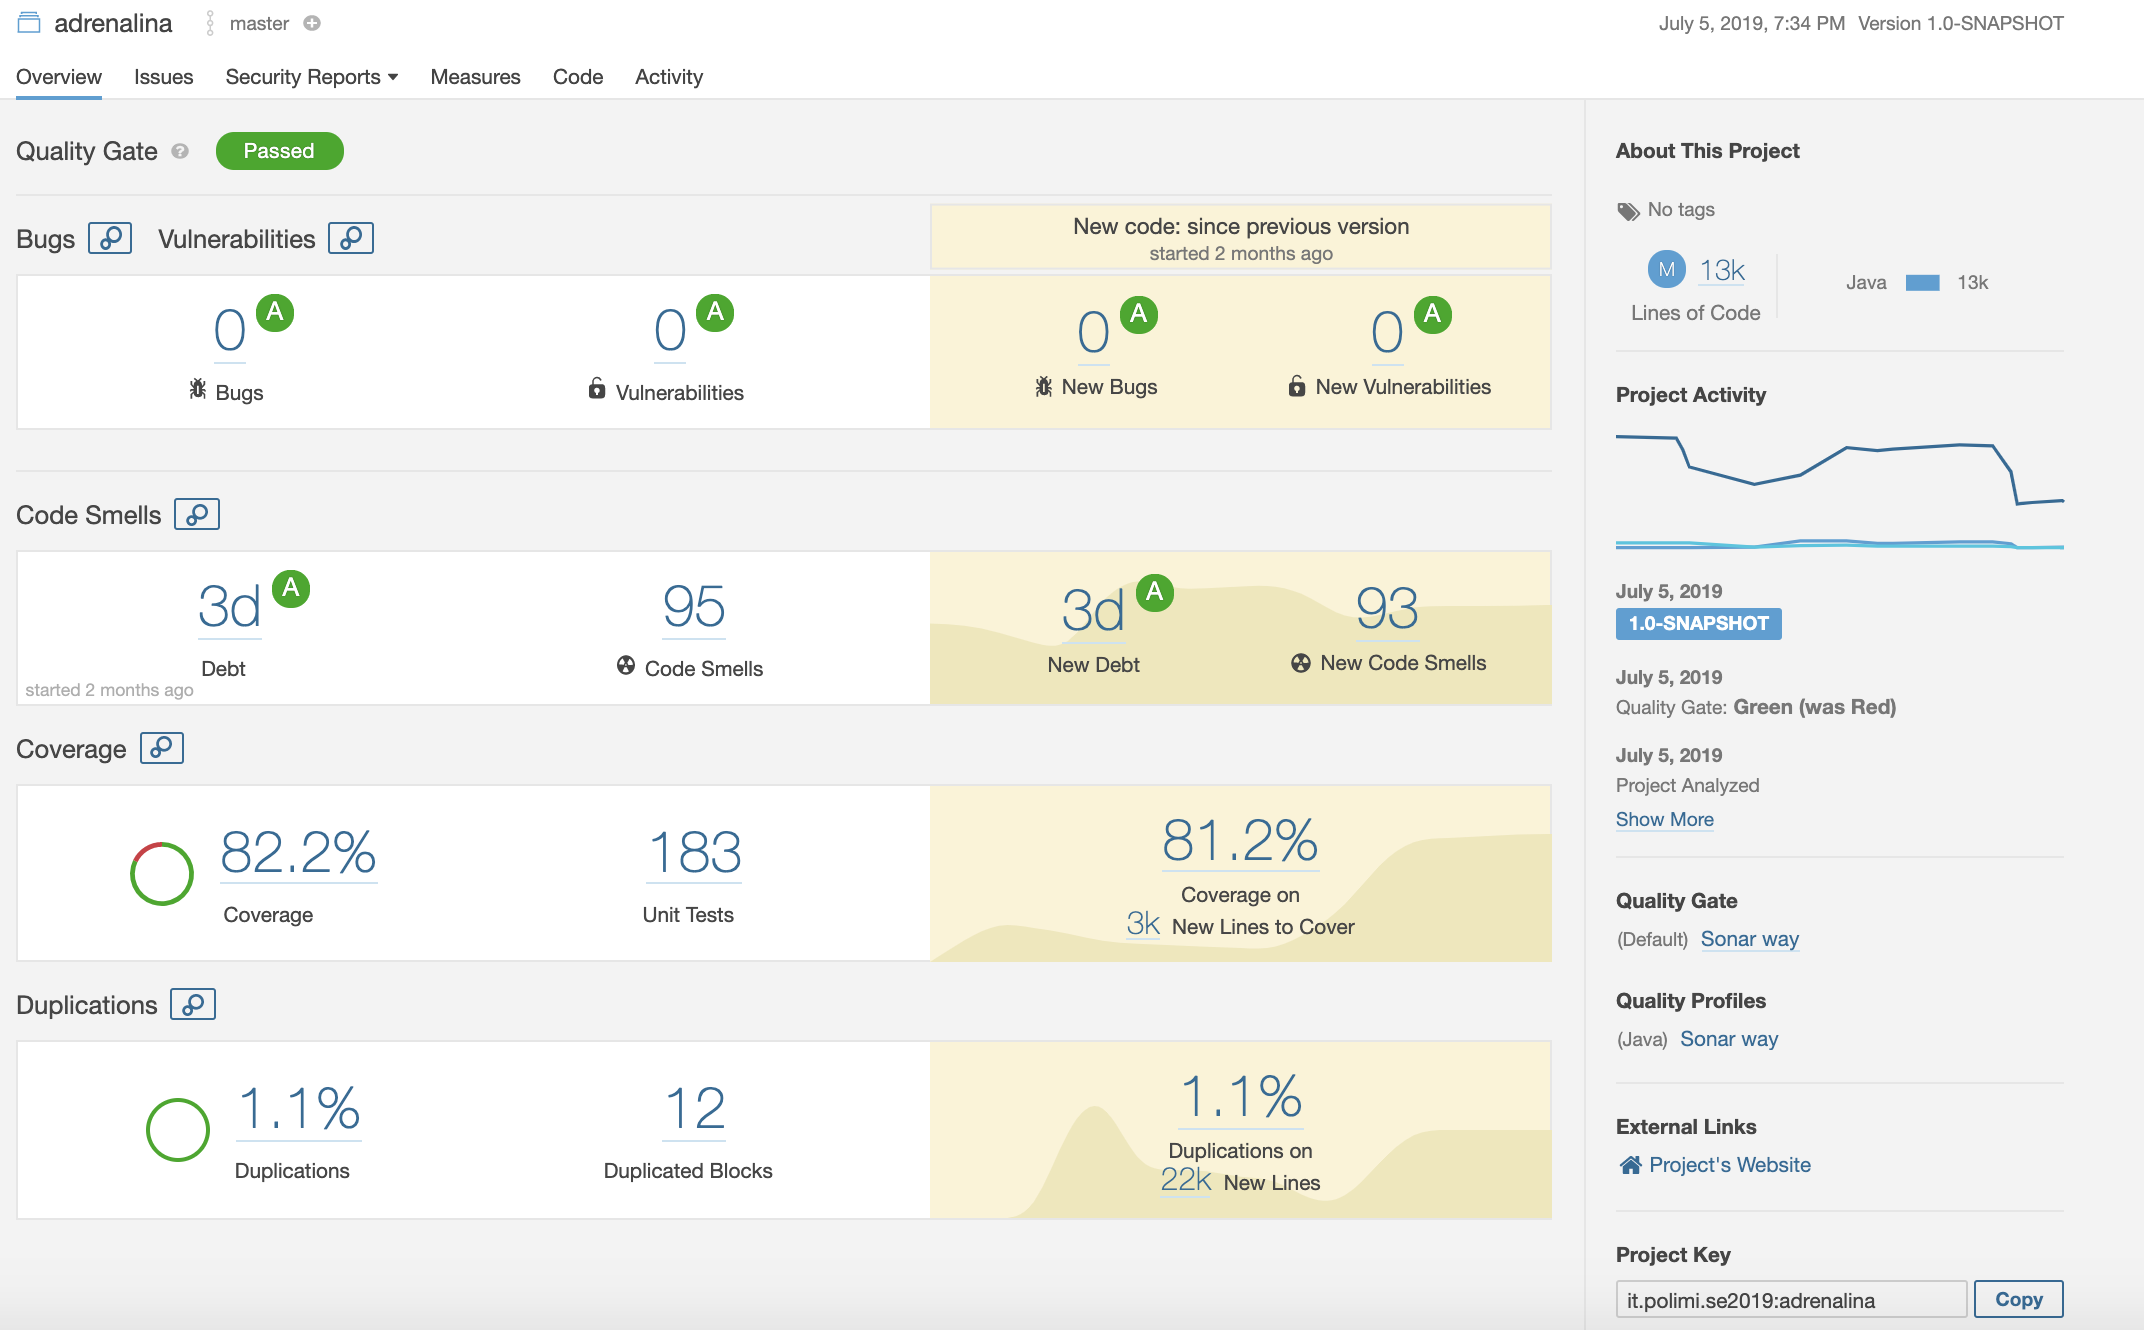 adrenalina master
July 5, 2019, 7:34 PM Version 1.0-SNAPSHOT
Overview Issues Security Reports Measures Code Activity
Quality Gate ? Passed
Bugs Vulnerabilities
New code: since previous version
started 2 months ago
0 A
Bugs
0 A
Vulnerabilities
0 A
New Bugs
0 A
New Vulnerabilities
Code Smells
3d A
Debt
started 2 months ago
95
Code Smells
3d A
New Debt
93
New Code Smells
Coverage
82.2%
Coverage
183
Unit Tests
81.2%
Coverage on
3k New Lines to Cover
Duplications
1.1%
Duplications
12
Duplicated Blocks
1.1%
Duplications on
22k New Lines
About This Project
No tags
M 13k
Lines of Code
Java 13k
Project Activity
July 5, 2019
1.0-SNAPSHOT
July 5, 2019
Quality Gate: Green (was Red)
July 5, 2019
Project Analyzed
Show More
Quality Gate
(Default) Sonar way
Quality Profiles
(Java) Sonar way
External Links
Project's Website
Project Key
it.polimi.se2019:adrenalina Copy